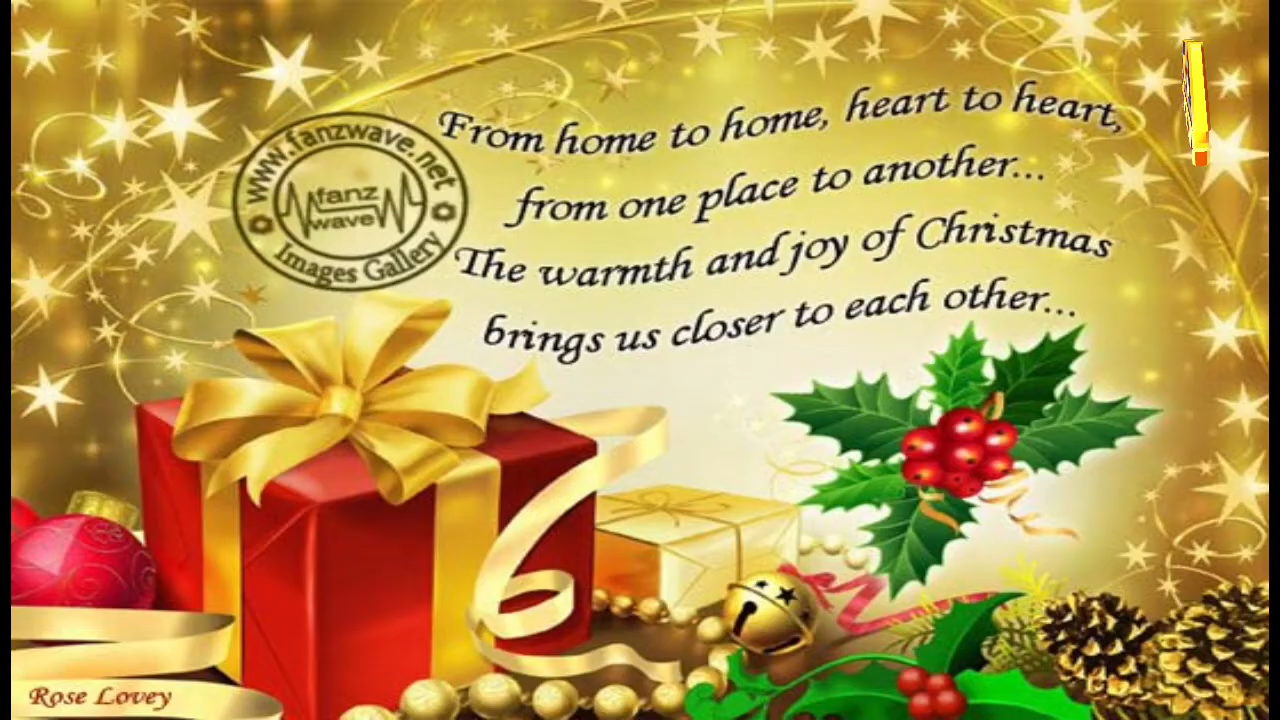 From home to home, heart to heart,
from one place to another...
The warmth and joy of Christmas
brings us closer to each other...
www.fanzwave.net
fanz
wave
Images Gallery
Rose Lovey